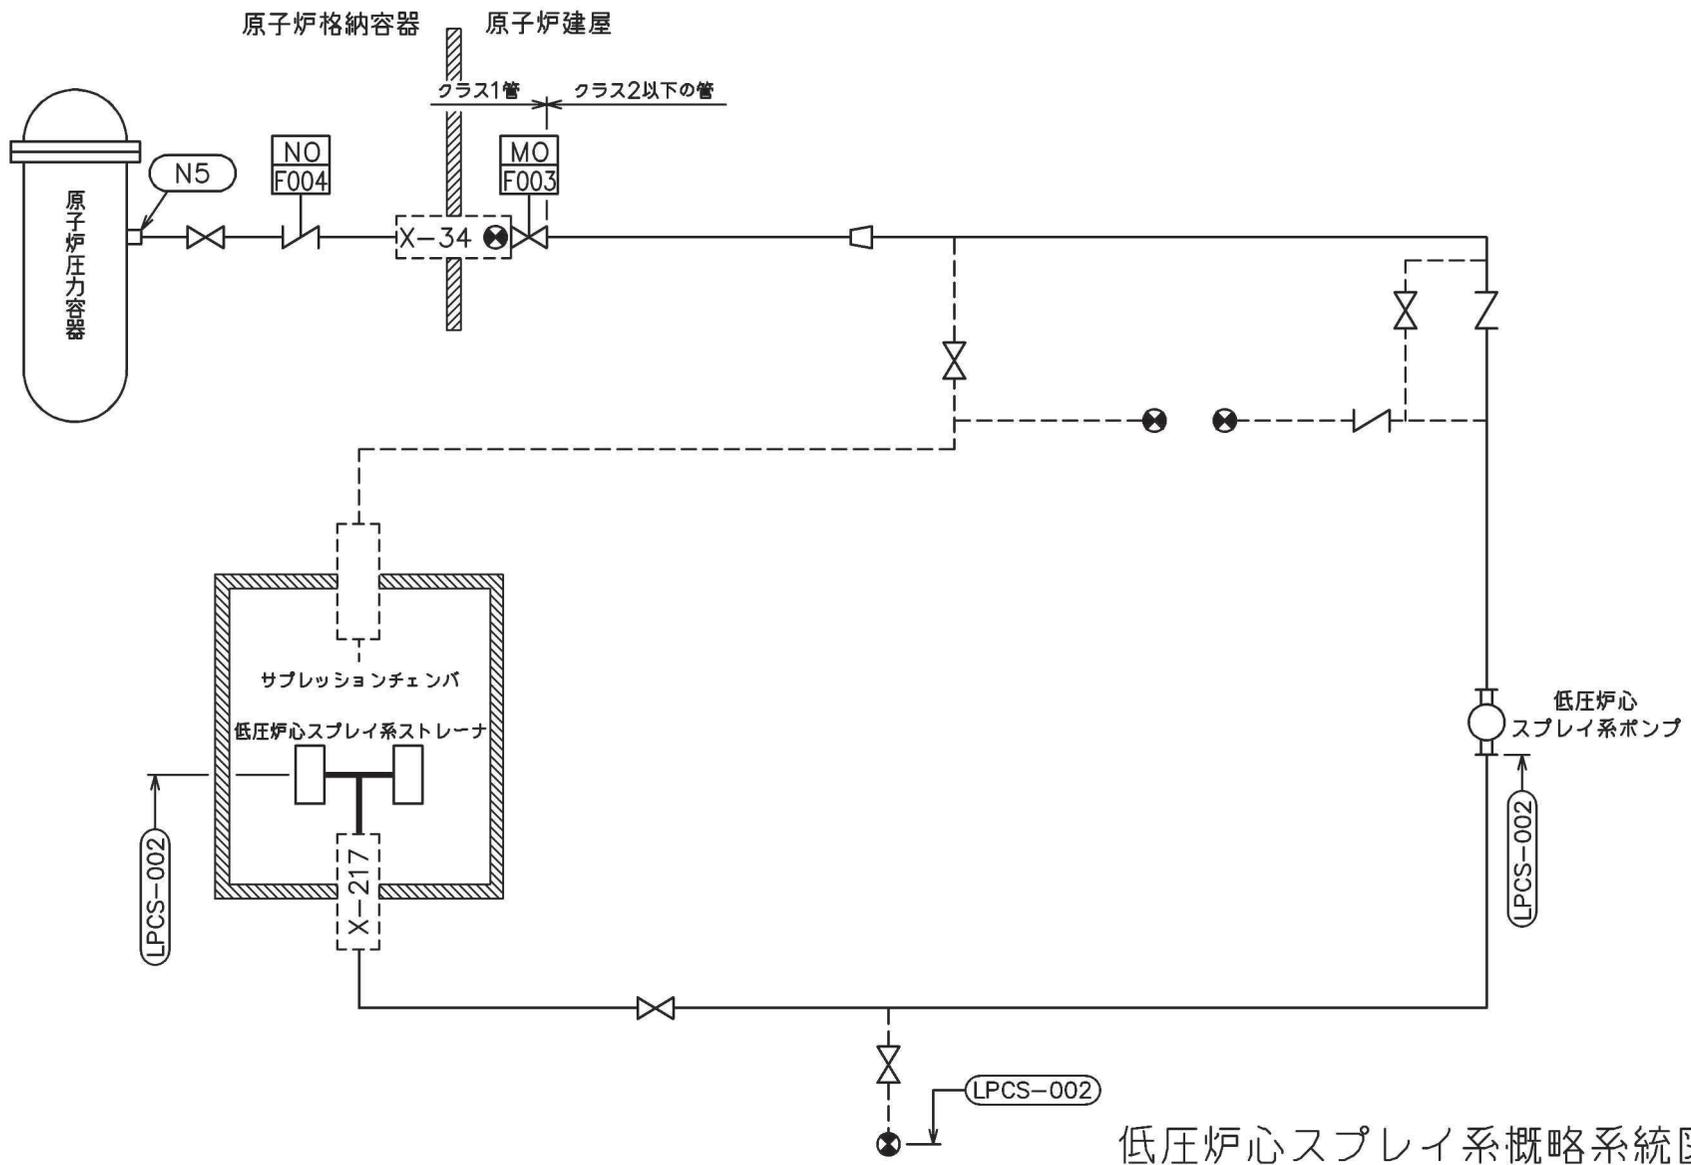 原子炉格納容器
原子炉建屋
クラス1管
クラス2以下の管
NO
F004
MO
F003
N5
X-34
原子炉圧力容器
サプレッションチェンバ
低圧炉心スプレイ系ストレーナ
低圧炉心
スプレイ系ポンプ
LPCS-002
LPCS-002
X-217
LPCS-002
低圧炉心スプレイ系概略系統図